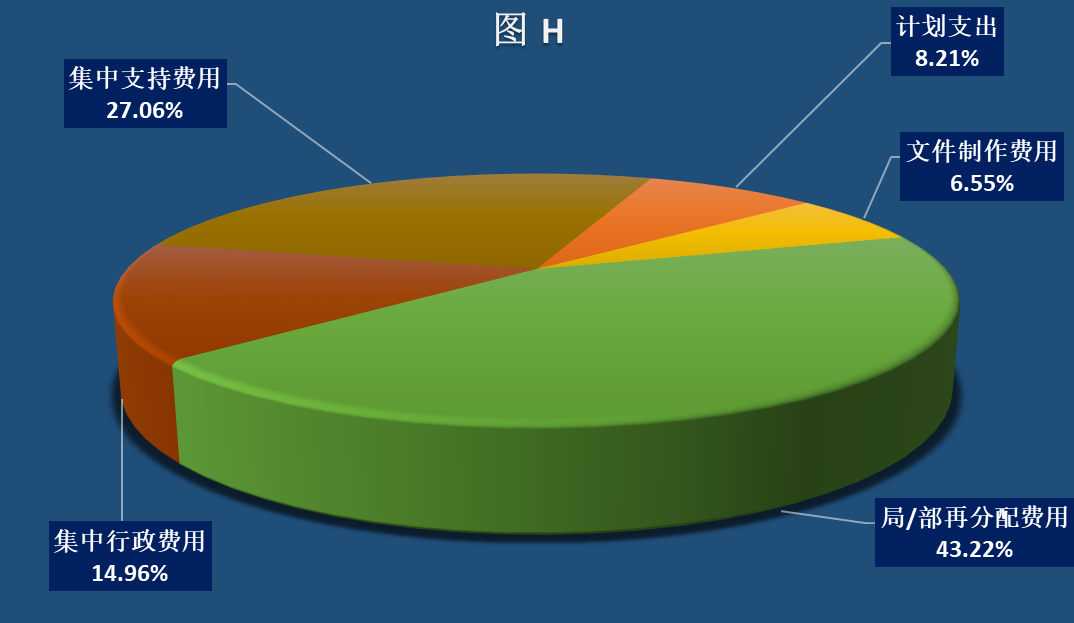 图 H
计划支出
8.21%
集中支持费用
27.06%
文件制作费用
6.55%
局/部再分配费用
43.22%
集中行政费用
14.96%